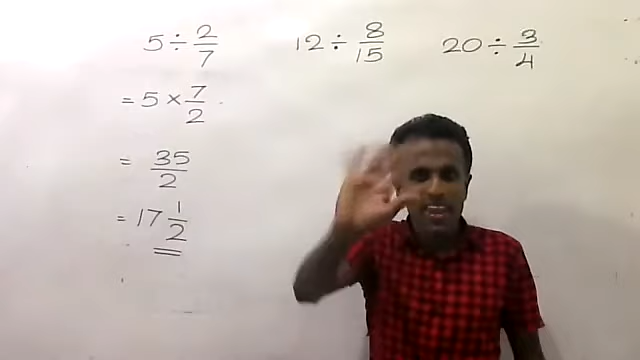 5 ÷ 2/7    12 ÷ 8/15    20 ÷ 3/4
= 5 × 7/2
= 35/2
= 17 1/2